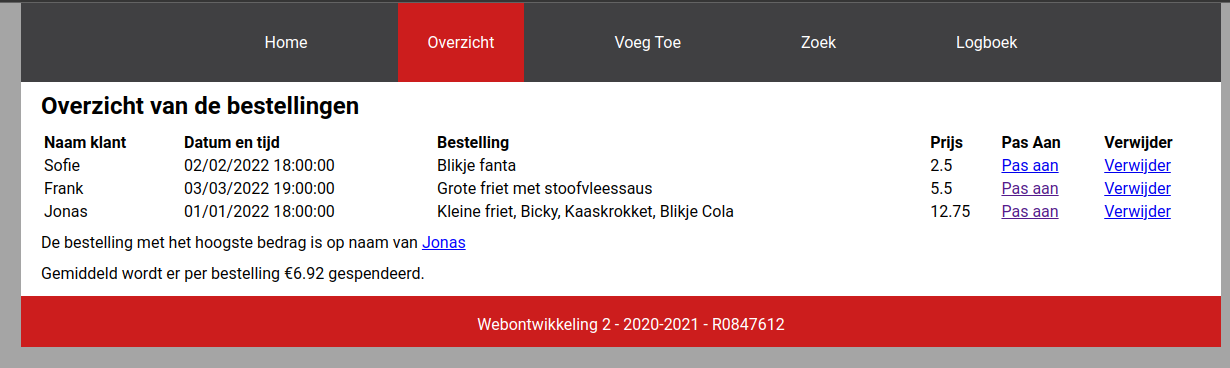 Home Overzicht Voeg Toe Zoek Logboek
Overzicht van de bestellingen
Naam klant Datum en tijd Bestelling Prijs Pas Aan Verwijder
Sofie 02/02/2022 18:00:00 Blikje fanta 2.5 Pas aan Verwijder
Frank 03/03/2022 19:00:00 Grote friet met stoofvleessaus 5.5 Pas aan Verwijder
Jonas 01/01/2022 18:00:00 Kleine friet, Bicky, Kaaskrokket, Blikje Cola 12.75 Pas aan Verwijder
De bestelling met het hoogste bedrag is op naam van Jonas
Gemiddeld wordt er per bestelling €6.92 gespendeerd.
Webontwikkeling 2 - 2020-2021 - R0847612